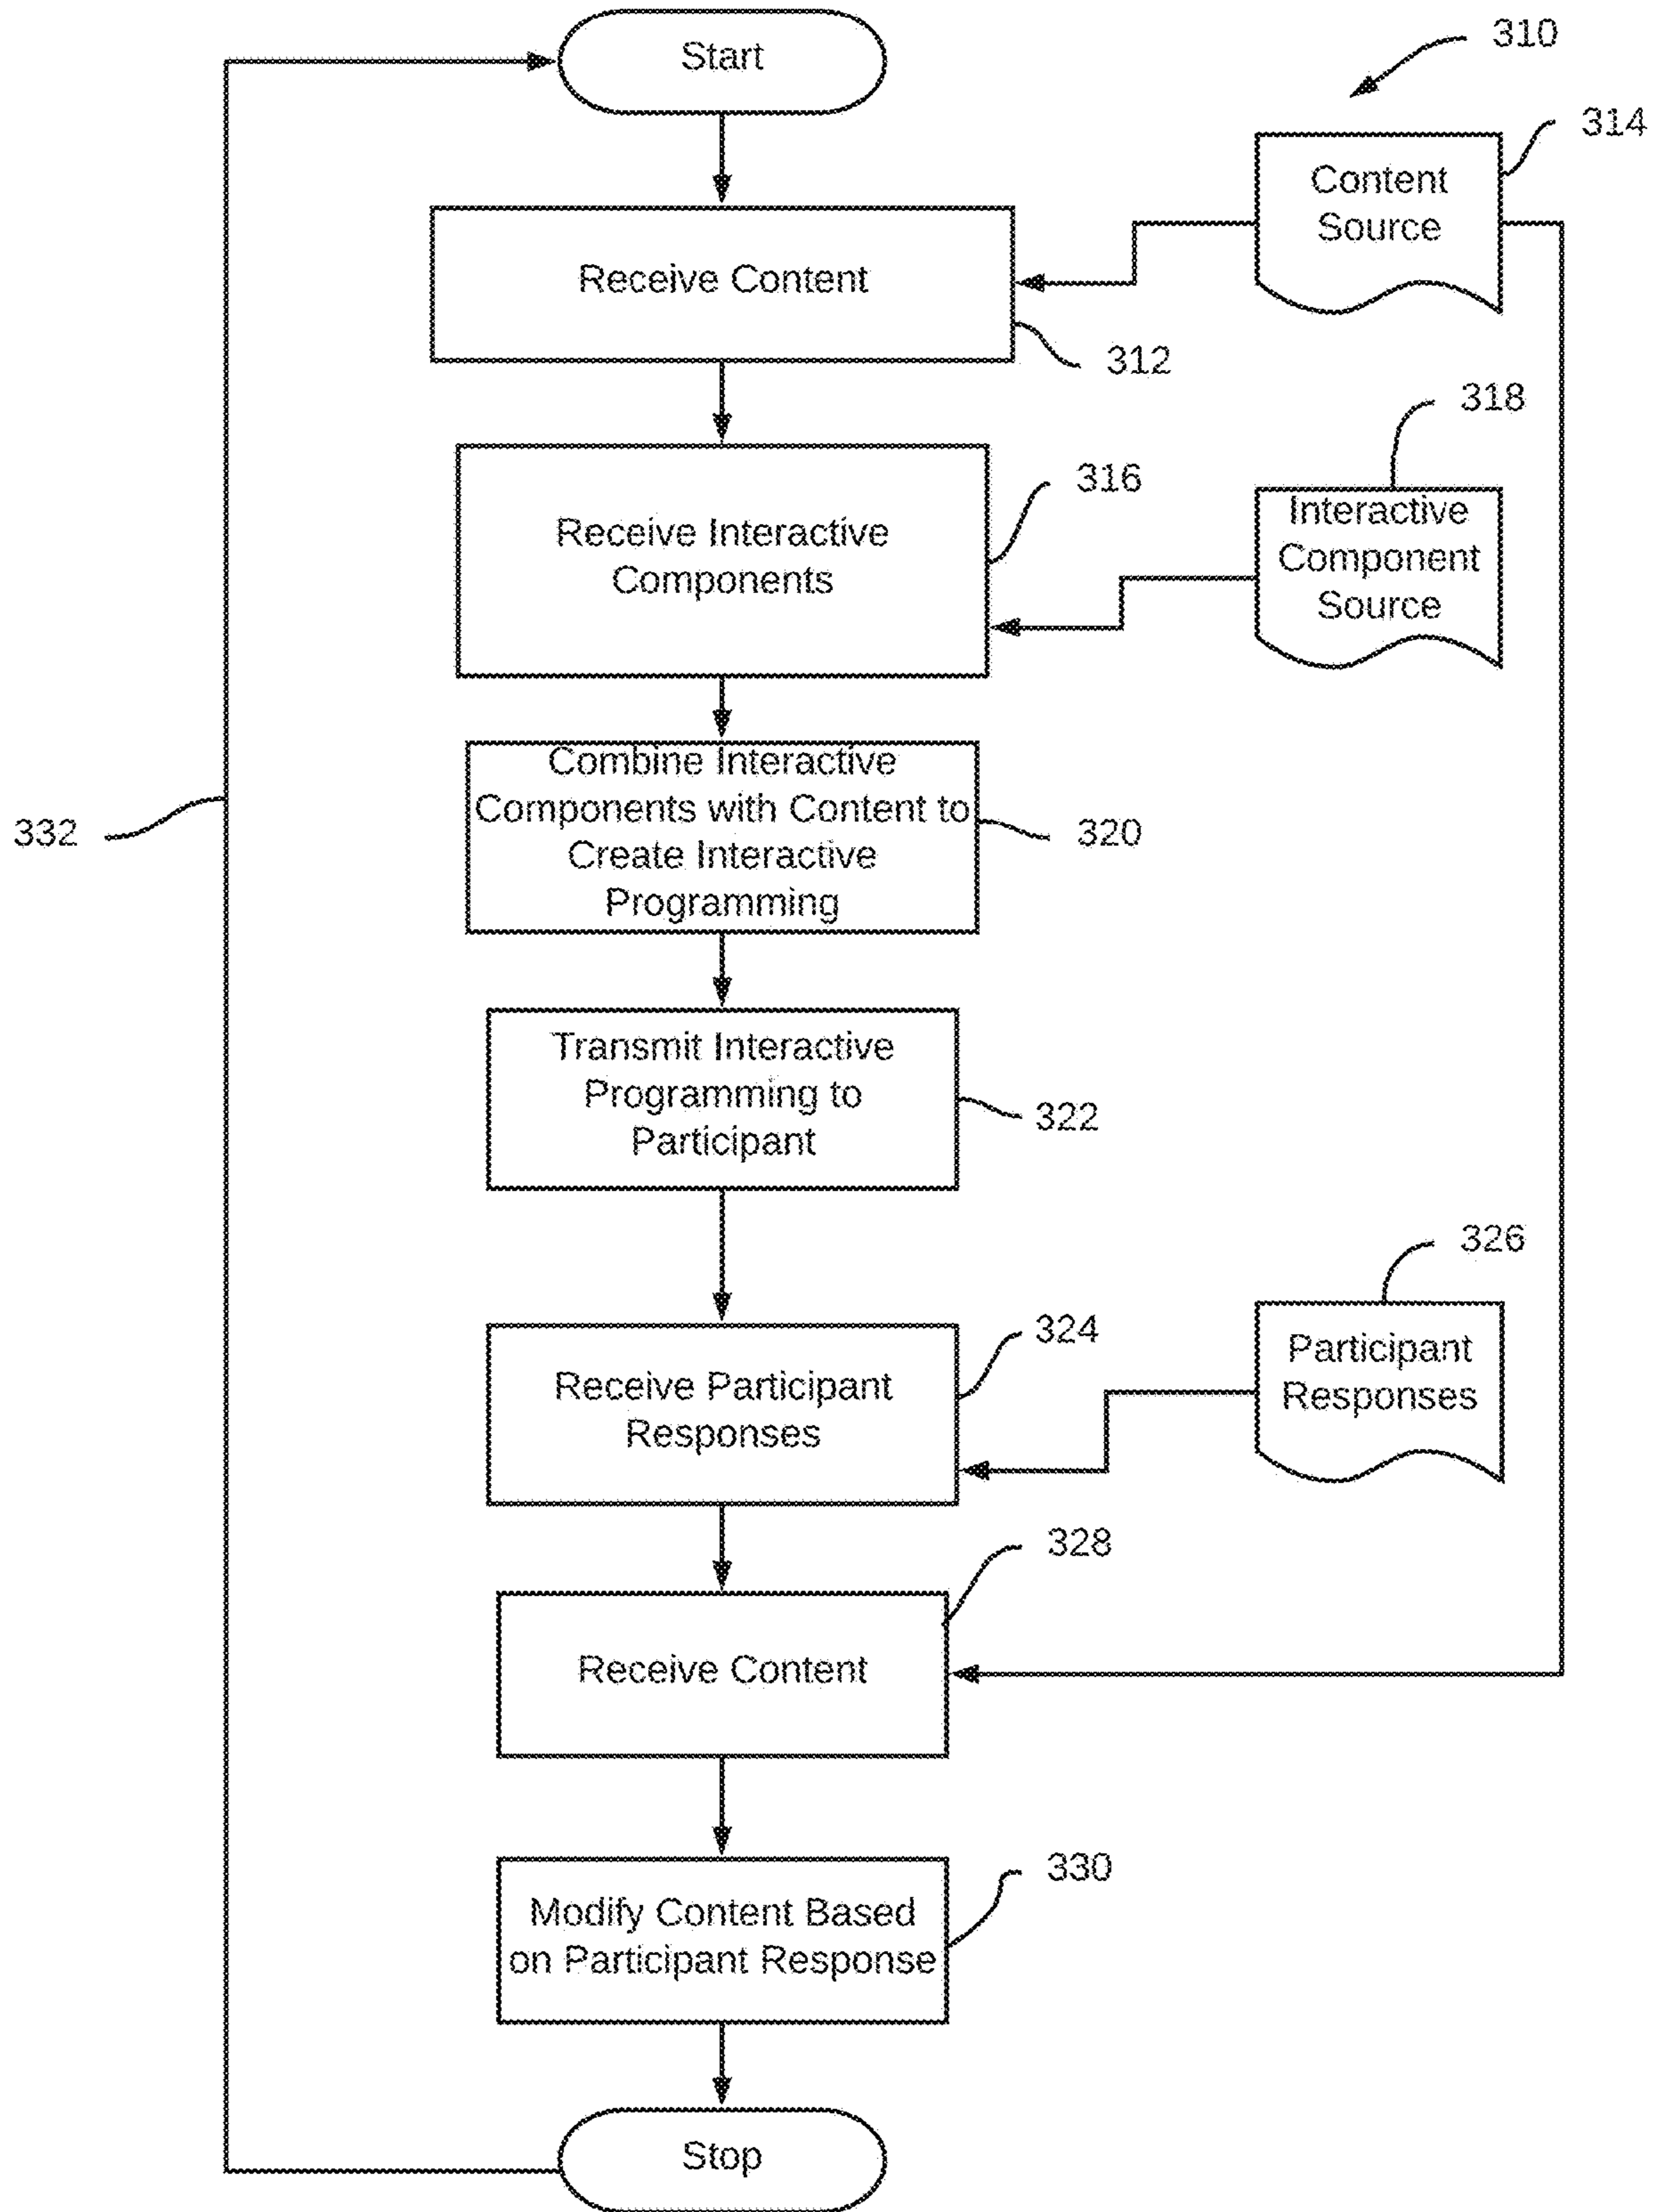 Start
310
314
Content
Source
Receive Content
312
318
316
Interactive
Component
Source
Receive Interactive
Components
Combine Interactive
Components with Content to
Create Interactive
Programming
332
320
Transmit Interactive
Programming to
Participant
322
326
324
Participant
Responses
Receive Participant
Responses
328
Receive Content
330
Modify Content Based
on Participant Response
Stop